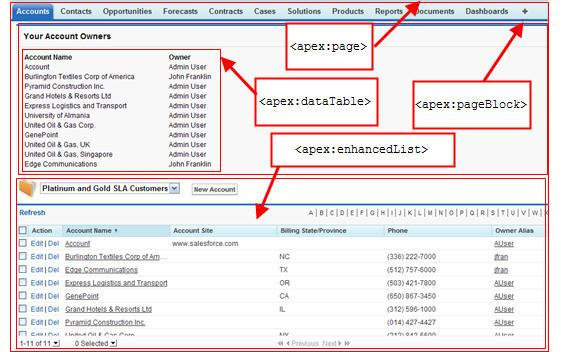 Accounts Contacts Opportunities Forecasts Contracts Cases Solutions Products Reports Documents Dashboards +
Your Account Owners
<apex:page>
Account Name Owner
Account Admin User
Burlington Textiles Corp of America John Franklin
Pyramid Construction Inc. Admin User
Grand Hotels & Resorts Ltd Admin User
Express Logistics and Transport Admin User
University of Almania Admin User
United Oil & Gas Corp. Admin User
GenePoint Admin User
United Oil & Gas, UK Admin User
United Oil & Gas, Singapore Admin User
Edge Communications John Franklin
<apex:dataTable>
<apex:pageBlock>
<apex:enhancedList>
Platinum and Gold SLA Customers New Account
Refresh A | B | C | D | E | F | G | H | I | J | K | L | M | N | O | P | Q | R | S | T | U | V | W |
Action Account Name Account Site Billing State/Province Phone Owner Alias
Edit | Del Account www.salesforce.com AUser
Edit | Del Burlington Textiles Corp of Am... NC (336) 222-7000 jfran
Edit | Del Edge Communications TX (512) 757-6000 jfran
Edit | Del Express Logistics and Transport OR (503) 421-7800 AUser
Edit | Del GenePoint CA (650) 867-3450 AUser
Edit | Del Grand Hotels & Resorts Ltd IL (312) 596-1000 AUser
Edit | Del Pyramid Construction Inc. (014) 427-4427 AUser
Edit | Del United Oil & Gas Corp. NY (212) 842-5500 AUser
1-11 of 11 0 Selected Previous Next